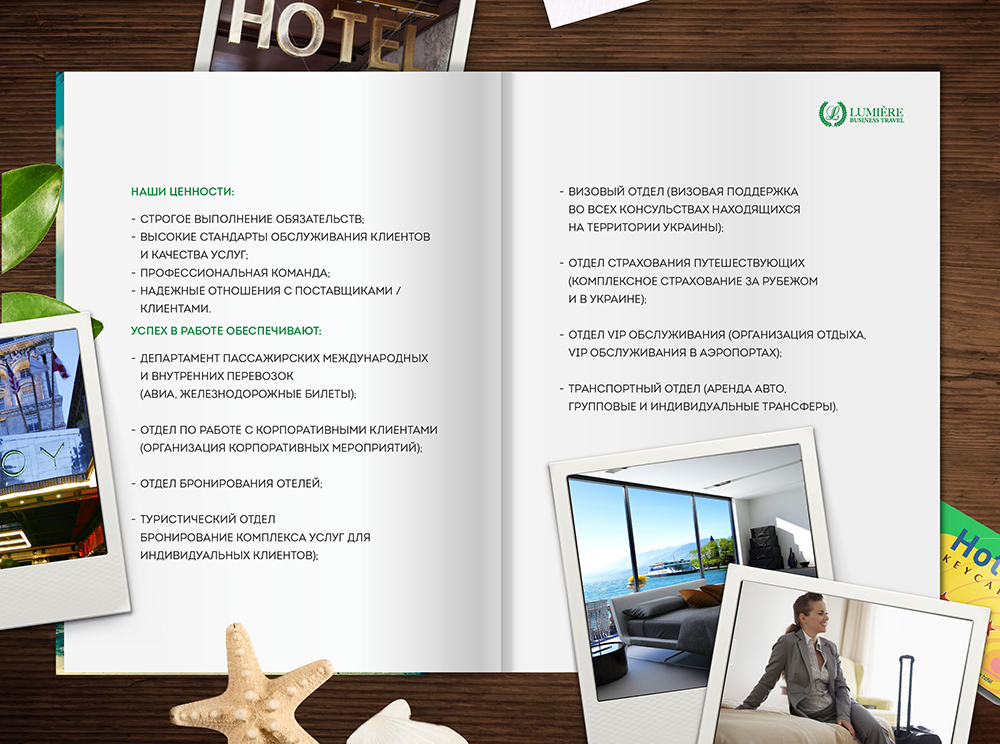 HOTEL
LUMIÈRE
BUSINESS TRAVEL
НАШИ ЦЕННОСТИ:
- СТРОГОЕ ВЫПОЛНЕНИЕ ОБЯЗАТЕЛЬСТВ;
- ВЫСОКИЕ СТАНДАРТЫ ОБСЛУЖИВАНИЯ КЛИЕНТОВ
И КАЧЕСТВА УСЛУГ;
- ПРОФЕССИОНАЛЬНАЯ КОМАНДА;
- НАДЕЖНЫЕ ОТНОШЕНИЯ С ПОСТАВЩИКАМИ /
КЛИЕНТАМИ.
УСПЕХ В РАБОТЕ ОБЕСПЕЧИВАЮТ:
- ДЕПАРТАМЕНТ ПАССАЖИРСКИХ МЕЖДУНАРОДНЫХ
И ВНУТРЕННИХ ПЕРЕВОЗОК
(АВИА, ЖЕЛЕЗНОДОРОЖНЫЕ БИЛЕТЫ);
- ОТДЕЛ ПО РАБОТЕ С КОРПОРАТИВНЫМИ КЛИЕНТАМИ
(ОРГАНИЗАЦИЯ КОРПОРАТИВНЫХ МЕРОПРИЯТИЙ);
- ОТДЕЛ БРОНИРОВАНИЯ ОТЕЛЕЙ;
- ТУРИСТИЧЕСКИЙ ОТДЕЛ
БРОНИРОВАНИЕ КОМПЛЕКСА УСЛУГ ДЛЯ
ИНДИВИДУАЛЬНЫХ КЛИЕНТОВ);
- ВИЗОВЫЙ ОТДЕЛ (ВИЗОВАЯ ПОДДЕРЖКА
ВО ВСЕХ КОНСУЛЬСТВАХ НАХОДЯЩИХСЯ
НА ТЕРРИТОРИИ УКРАИНЫ);
- ОТДЕЛ СТРАХОВАНИЯ ПУТЕШЕСТВУЮЩИХ
(КОМПЛЕКСНОЕ СТРАХОВАНИЕ ЗА РУБЕЖОМ
И В УКРАИНЕ);
- ОТДЕЛ VIP ОБСЛУЖИВАНИЯ (ОРГАНИЗАЦИЯ ОТДЫХА,
VIP ОБСЛУЖИВАНИЯ В АЭРОПОРТАХ);
- ТРАНСПОРТНЫЙ ОТДЕЛ (АРЕНДА АВТО,
ГРУППОВЫЕ И ИНДИВИДУАЛЬНЫЕ ТРАНСФЕРЫ).
OY